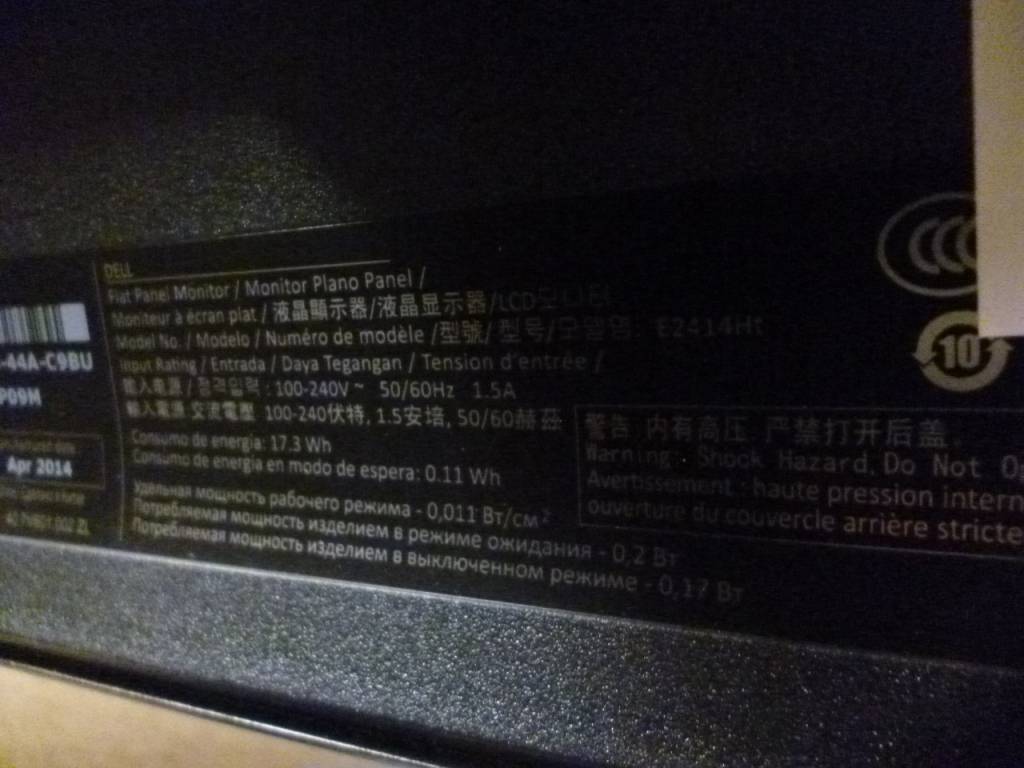 DELL
Flat Panel Monitor / Monitor Plano Panel /
Moniteur à écran plat / 液晶顯示器/液晶显示器/LCD모니터
Model No. / Modelo / Numéro de modèle /型號/ 型号/모델명: E2414Ht
Input Rating / Entrada / Daya Tegangan / Tension d'entrée /
輸入电源 / 정격입력 : 100-240V ~ 50/60Hz 1.5A
輸入電源 交流電壓 100-240伏特, 1.5安培, 50/60赫茲
Consumo de energía: 17.3 Wh
Consumo de energía en modo de espera: 0.11 Wh
Удельная мощность рабочего режима - 0,011 Вт/см²
Потребляемая мощность изделием в режиме ожидания - 0,2 Вт
Потребляемая мощность изделием в выключенном режиме - 0,17 Вт
-44A-C9BU
P09M
Apr 2014
CCC
10
警告 内有高压 严禁打开后盖。
Warning: Shock Hazard. Do Not Op
Avertissement : haute pression intern
ouverture du couvercle arrière stricte